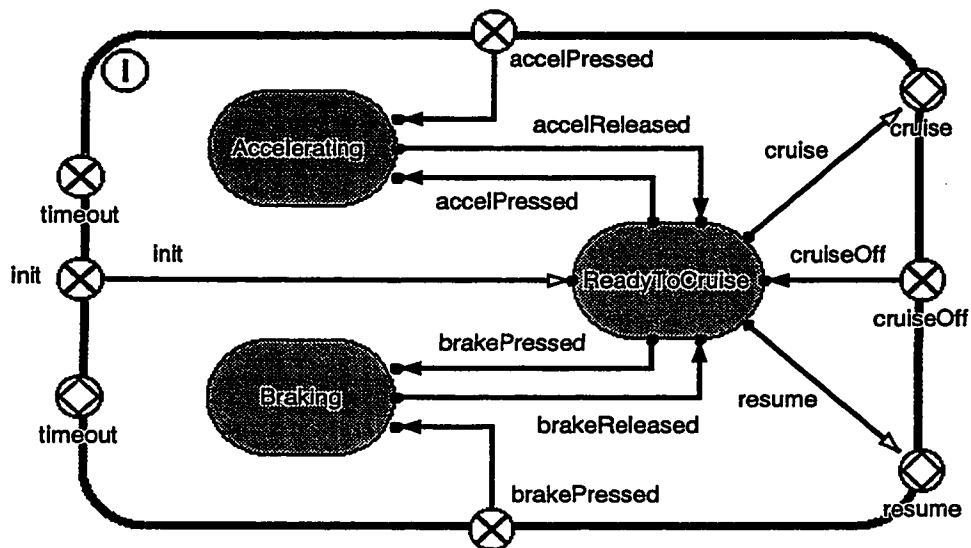 accelPressed
I
accelReleased
Accelerating
cruise
cruise
accelPressed
timeout
init
init
cruiseOff
ReadyToCruise
cruiseOff
brakePressed
Braking
resume
brakeReleased
timeout
brakePressed
resume